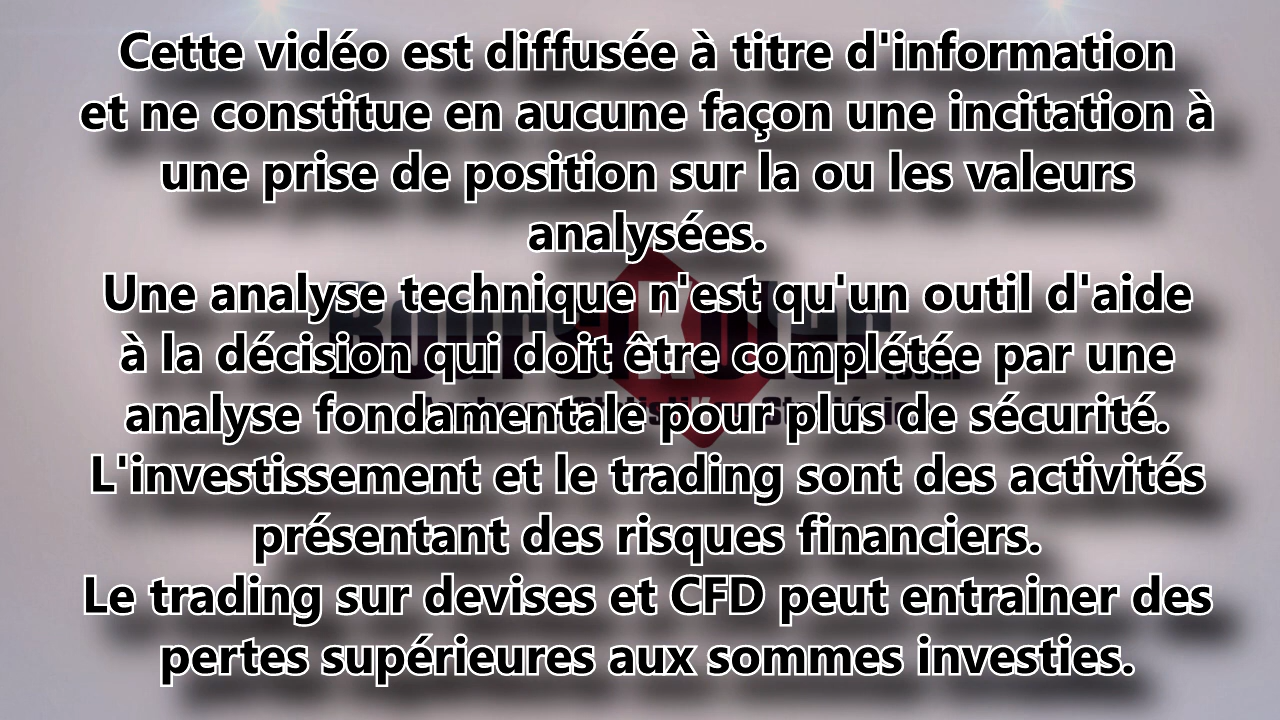 Cette vidéo est diffusée à titre d'information
et ne constitue en aucune façon une incitation à
une prise de position sur la ou les valeurs
analysées.
Une analyse technique n'est qu'un outil d'aide
à la décision qui doit être complétée par une
analyse fondamentale pour plus de sécurité.
L'investissement et le trading sont des activités
présentant des risques financiers.
Le trading sur devises et CFD peut entrainer des
pertes supérieures aux sommes investies.